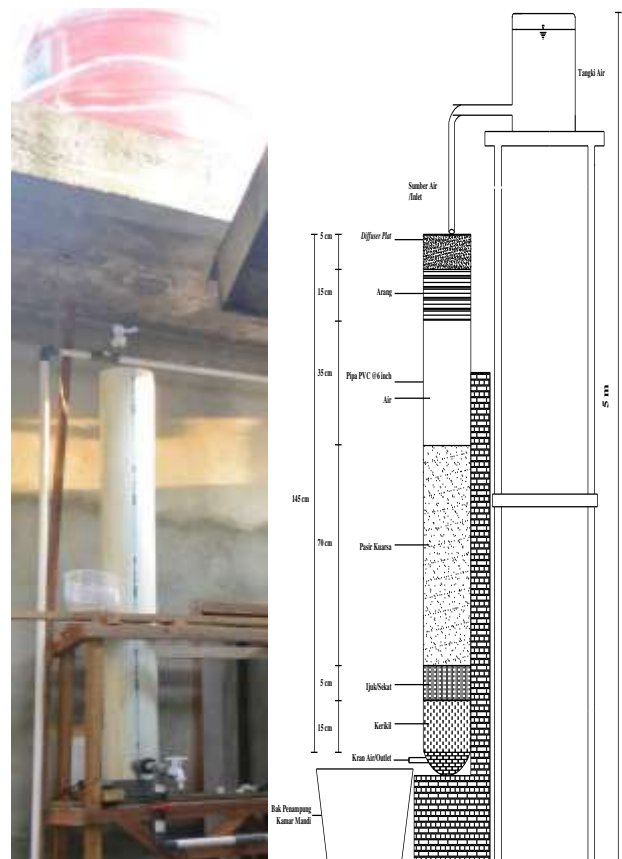 Tangki Air
Sumber Air
/Inlet
5 cm
Diffuser Plat
15 cm
Arang
35 cm
Pipa PVC @6 inch
Air
5 m
145 cm
70 cm
Pasir Kuarsa
5 cm
Ijuk/Sekat
15 cm
Kerikil
Kran Air/Outlet
Bak Penampung
Kamar Mandi